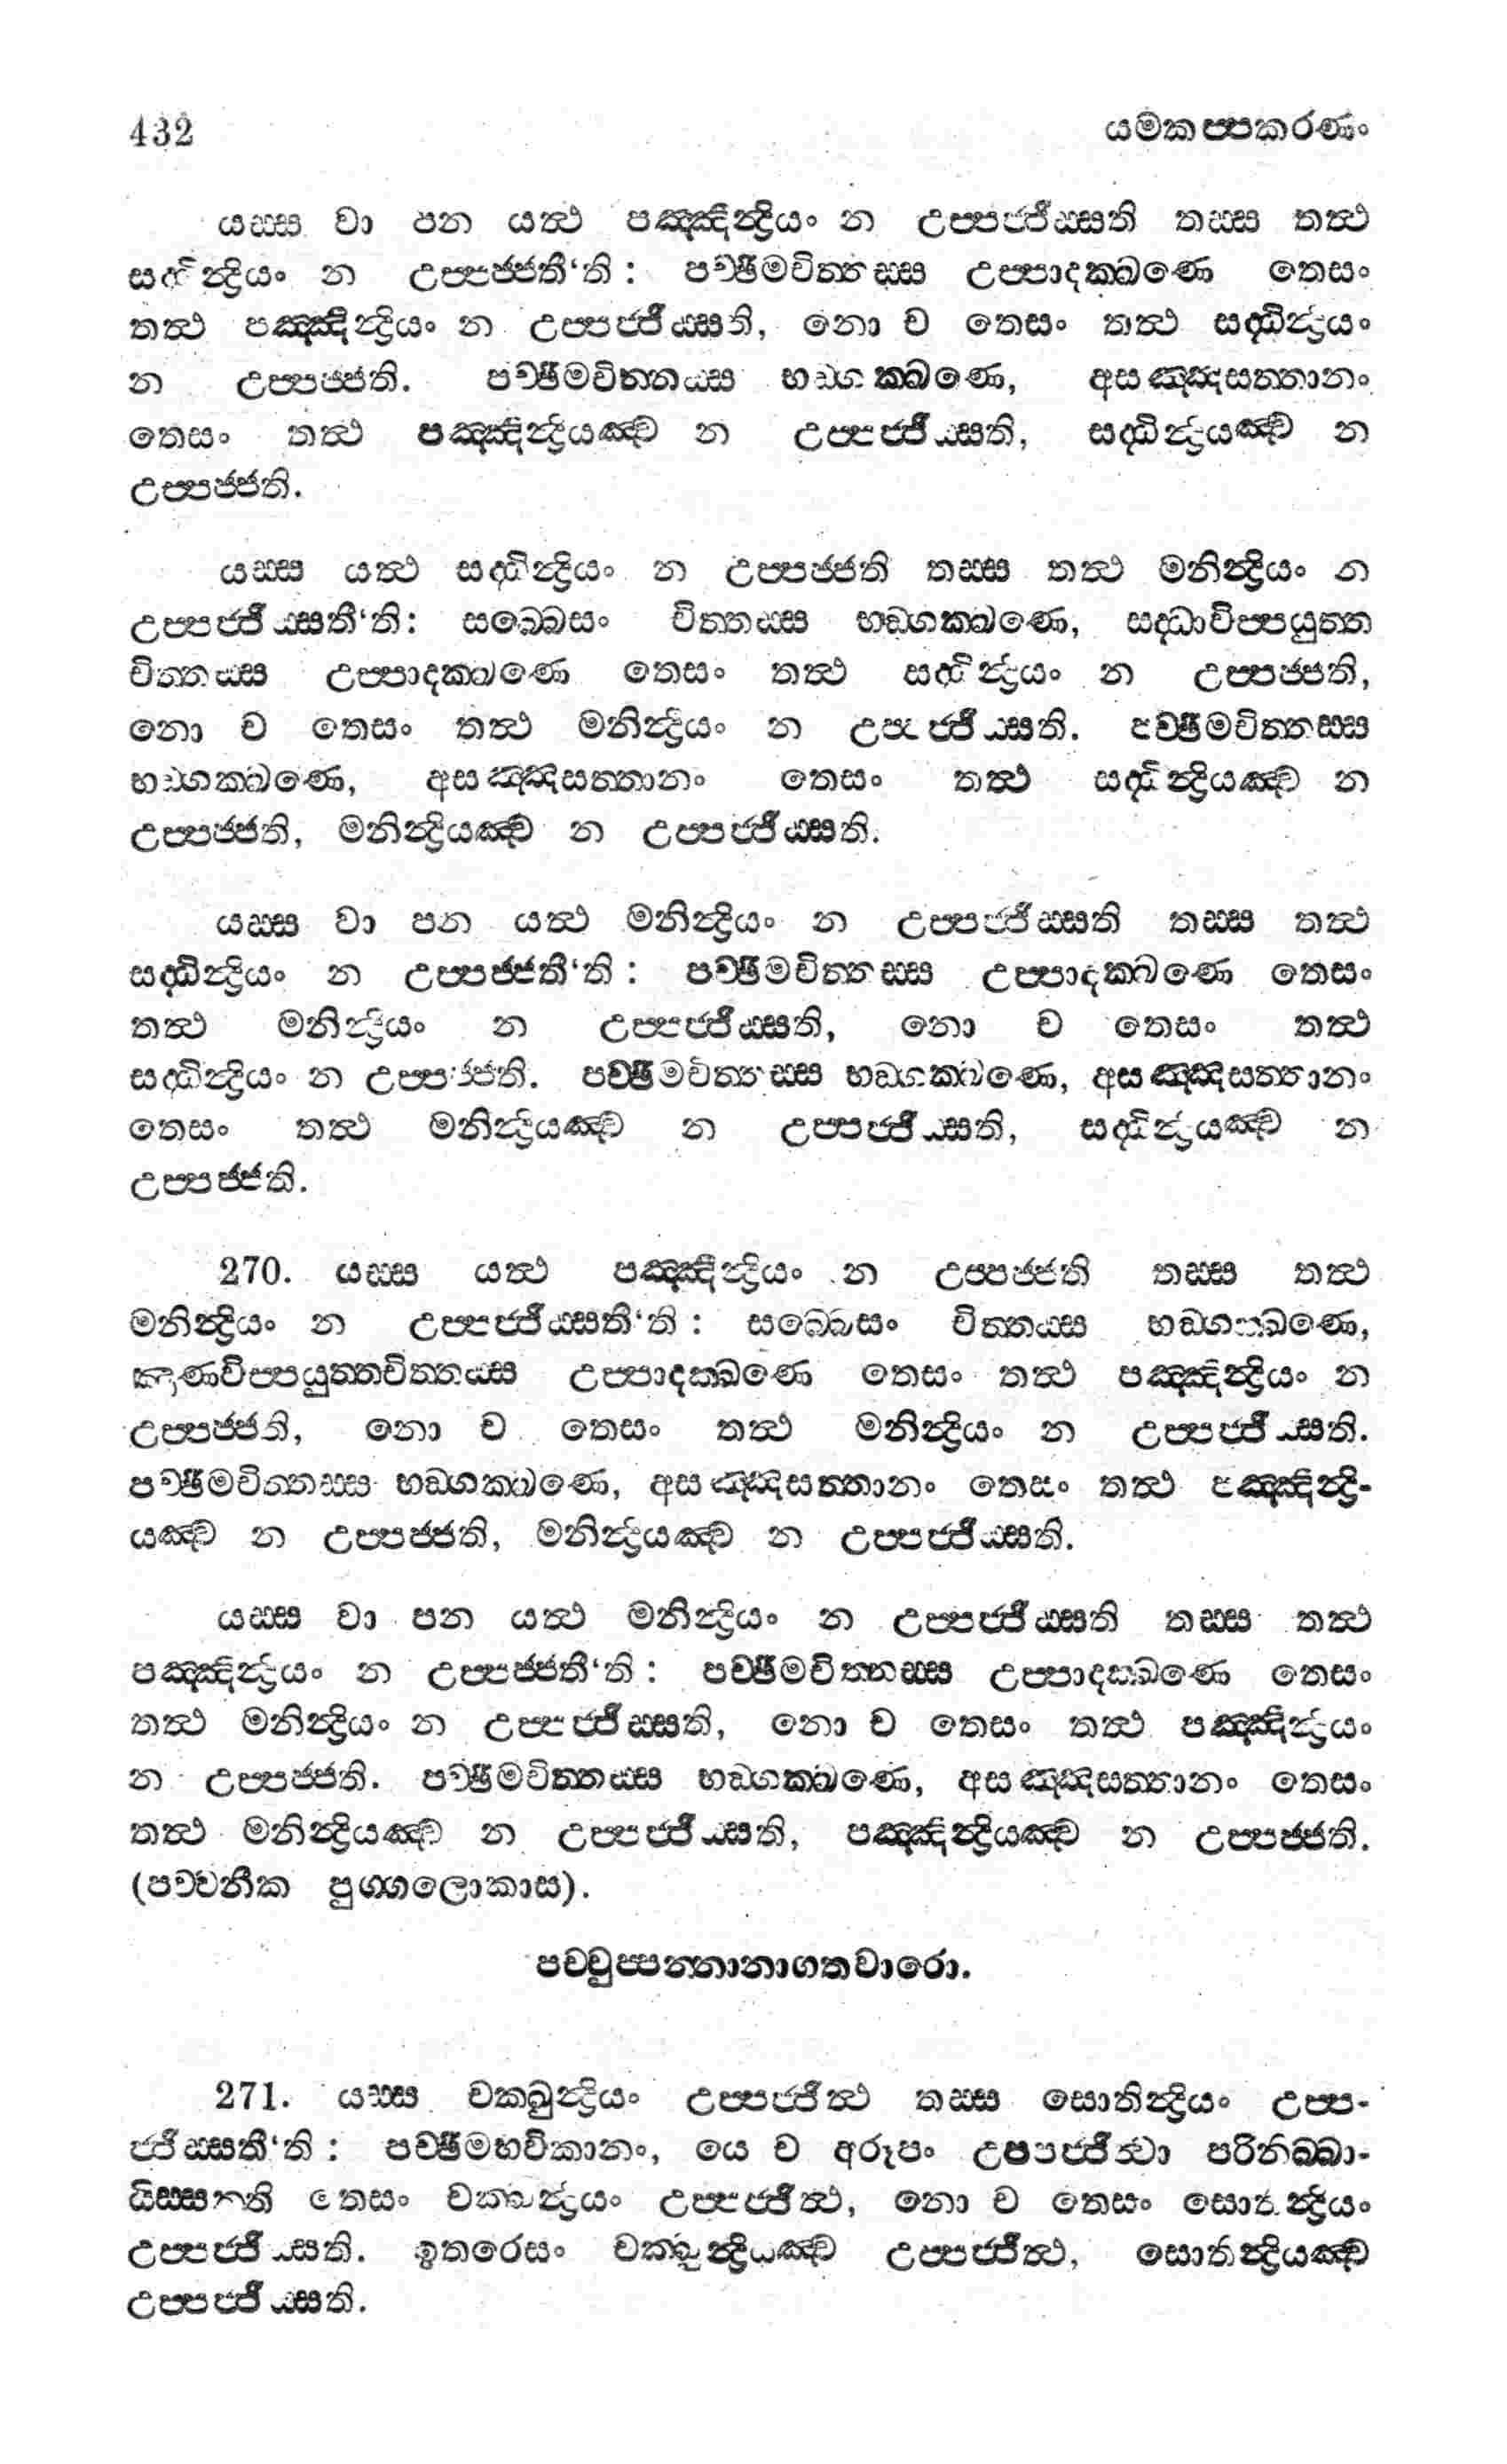 432 යමකප්පකරණං
යස්ස වා පන යත්ථ පඤ්ඤින්ද්‍රියං න උප්පජ්ජිස්සති තස්ස තත්ථ
සද්ධින්ද්‍රියං න උප්පජ්ජතී‘ති : පච්ඡිමචිත්තස්ස උප්පාදක්ඛණෙ තෙසං
තත්ථ පඤ්ඤින්ද්‍රියං න උප්පජ්ජිස්සති, නො ච තෙසං තත්ථ සද්ධින්ද්‍රියං
න උප්පජ්ජති. පච්ඡිමචිත්තස්ස භඞ්ගක්ඛණෙ, අසඤ්ඤසත්තානං
තෙසං තත්ථ පඤ්ඤින්ද්‍රියඤ්ච න උප්පජ්ජිස්සති, සද්ධින්ද්‍රියඤ්ච න
උප්පජ්ජති.
යස්ස යත්ථ සද්ධින්ද්‍රියං න උප්පජ්ජති තස්ස තත්ථ මනින්ද්‍රියං න
උප්පජ්ජිස්සතී‘ති: සබ්බෙසං චිත්තස්ස භඞ්ගක්ඛණෙ, සද්ධාවිප්පයුත්ත
චිත්තස්ස උප්පාදක්ඛණෙ තෙසං තත්ථ සද්ධින්ද්‍රියං න උප්පජ්ජති,
නො ච තෙසං තත්ථ මනින්ද්‍රියං න උප්පජ්ජිස්සති. පච්ඡිමචිත්තස්ස
භඞ්ගක්ඛණෙ, අසඤ්ඤසත්තානං තෙසං තත්ථ සද්ධින්ද්‍රියඤ්ච න
උප්පජ්ජති, මනින්ද්‍රියඤ්ච න උප්පජ්ජිස්සති.
යස්ස වා පන යත්ථ මනින්ද්‍රියං න උප්පජ්ජිස්සති තස්ස තත්ථ
සද්ධින්ද්‍රියං න උප්පජ්ජතී‘ති : පච්ඡිමචිත්තස්ස උප්පාදක්ඛණෙ තෙසං
තත්ථ මනින්ද්‍රියං න උප්පජ්ජිස්සති, නො ච තෙසං තත්ථ
සද්ධින්ද්‍රියං න උප්පජ්ජති. පච්ඡිමචිත්තස්ස භඞ්ගක්ඛණෙ, අසඤ්ඤසත්තානං
තෙසං තත්ථ මනින්ද්‍රියඤ්ච න උප්පජ්ජිස්සති, සද්ධින්ද්‍රියඤ්ච න
උප්පජ්ජති.
270. යස්ස යත්ථ පඤ්ඤින්ද්‍රියං න උප්පජ්ජති තස්ස තත්ථ
මනින්ද්‍රියං න උප්පජ්ජිස්සතී‘ති : සබ්බෙසං චිත්තස්ස භඞ්ගක්ඛණෙ,
ඤාණවිප්පයුත්තචිත්තස්ස උප්පාදක්ඛණෙ තෙසං තත්ථ පඤ්ඤින්ද්‍රියං න
උප්පජ්ජති, නො ච තෙසං තත්ථ මනින්ද්‍රියං න උප්පජ්ජිස්සති.
පච්ඡිමචිත්තස්ස භඞ්ගක්ඛණෙ, අසඤ්ඤසත්තානං තෙසං තත්ථ පඤ්ඤින්ද්‍රි-
යඤ්ච න උප්පජ්ජති, මනින්ද්‍රියඤ්ච න උප්පජ්ජිස්සති.
යස්ස වා පන යත්ථ මනින්ද්‍රියං න උප්පජ්ජිස්සති තස්ස තත්ථ
පඤ්ඤින්ද්‍රියං න උප්පජ්ජතී‘ති : පච්ඡිමචිත්තස්ස උප්පාදක්ඛණෙ තෙසං
තත්ථ මනින්ද්‍රියං න උප්පජ්ජිස්සති, නො ච තෙසං තත්ථ පඤ්ඤින්ද්‍රියං
න උප්පජ්ජති. පච්ඡිමචිත්තස්ස භඞ්ගක්ඛණෙ, අසඤ්ඤසත්තානං තෙසං
තත්ථ මනින්ද්‍රියඤ්ච න උප්පජ්ජිස්සති, පඤ්ඤින්ද්‍රියඤ්ච න උප්පජ්ජති.
(පච්චනීක පුග්ගලොකාස).
පච්චුප්පන්නානාගතවාරො.
271. යස්ස චක්ඛුන්ද්‍රියං උප්පජ්ජිත්ථ තස්ස සොතින්ද්‍රියං උප්ප-
ජ්ජිස්සතී‘ති : පච්ඡිමභවිකානං, යෙ ච අරූපං උපපජ්ජිත්වා පරිනිබ්බා-
යිස්සන්ති තෙසං චක්ඛුන්ද්‍රියං උප්පජ්ජිත්ථ, නො ච තෙසං සොතින්ද්‍රියං
උප්පජ්ජිස්සති. ඉතරෙසං චක්ඛුන්ද්‍රියඤ්ච උප්පජ්ජිත්ථ, සොතින්ද්‍රියඤ්ච
උප්පජ්ජිස්සති.